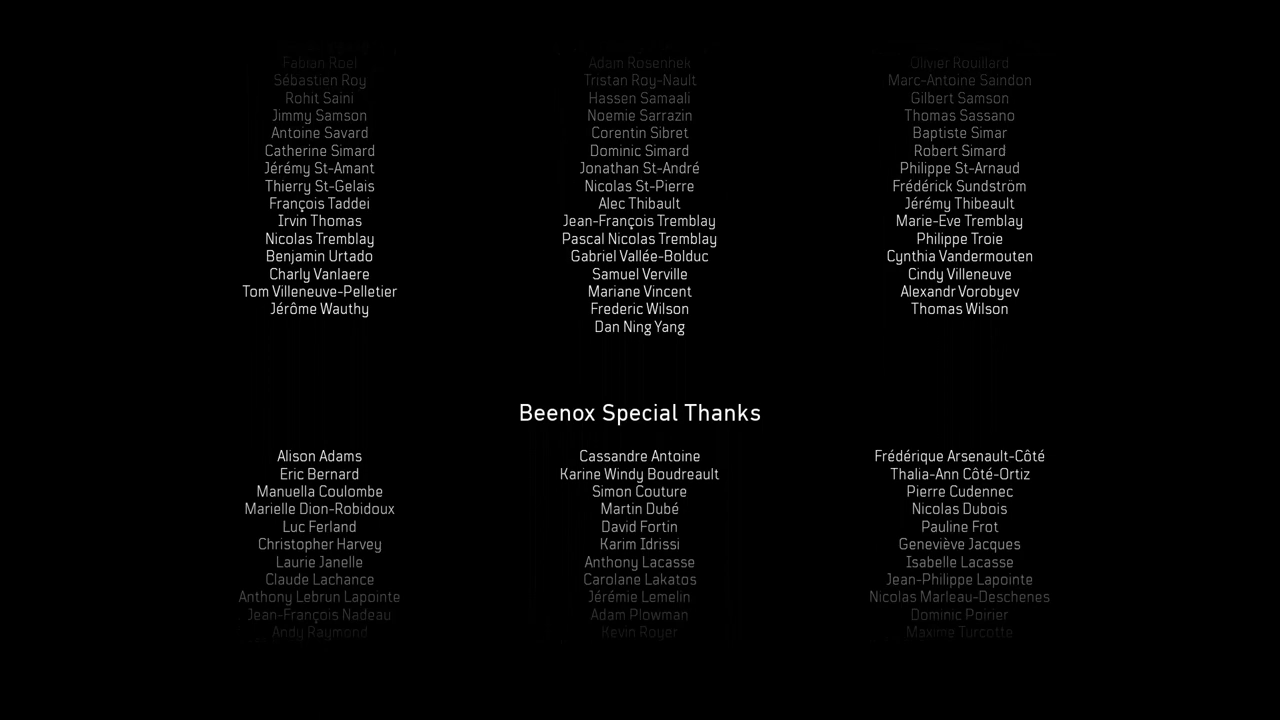 Fabian Roel Adam Rosennek Olivier Rouillard
Sébastien Roy Tristan Roy-Nault Marc-Antoine Saindon
Rohit Saini Hassen Samaali Gilbert Samson
Jimmy Samson Noemie Sarrazin Thomas Sassano
Antoine Savard Corentin Sibret Baptiste Simar
Catherine Simard Dominic Simard Robert Simard
Jérémy St-Amant Jonathan St-André Philippe St-Arnaud
Thierry St-Gelais Nicolas St-Pierre Frédérick Sundström
François Taddei Alec Thibault Jérémy Thibeault
Irvin Thomas Jean-François Tremblay Marie-Eve Tremblay
Nicolas Tremblay Pascal Nicolas Tremblay Philippe Troie
Benjamin Urtado Gabriel Vallée-Bolduc Cynthia Vandermouten
Charly Vanlaere Samuel Verville Cindy Villeneuve
Tom Villeneuve-Pelletier Mariane Vincent Alexandr Vorobyev
Jérôme Wauthy Frederic Wilson Thomas Wilson
Dan Ning Yang
Beenox Special Thanks
Alison Adams Cassandre Antoine Frédérique Arsenault-Côté
Eric Bernard Karine Windy Boudreault Thalia-Ann Côté-Ortiz
Manuella Coulombe Simon Couture Pierre Cudennec
Marielle Dion-Robidoux Martin Dubé Nicolas Dubois
Luc Ferland David Fortin Pauline Frot
Christopher Harvey Karim Idrissi Geneviève Jacques
Laurie Janelle Anthony Lacasse Isabelle Lacasse
Claude Lachance Carolane Lakatos Jean-Philippe Lapointe
Anthony Lebrun Lapointe Jérémie Lemelin Nicolas Marleau-Deschenes
Jean-François Nadeau Adam Plowman Dominic Poirier
Andy Raymond Kevin Royer Maxime Turcotte